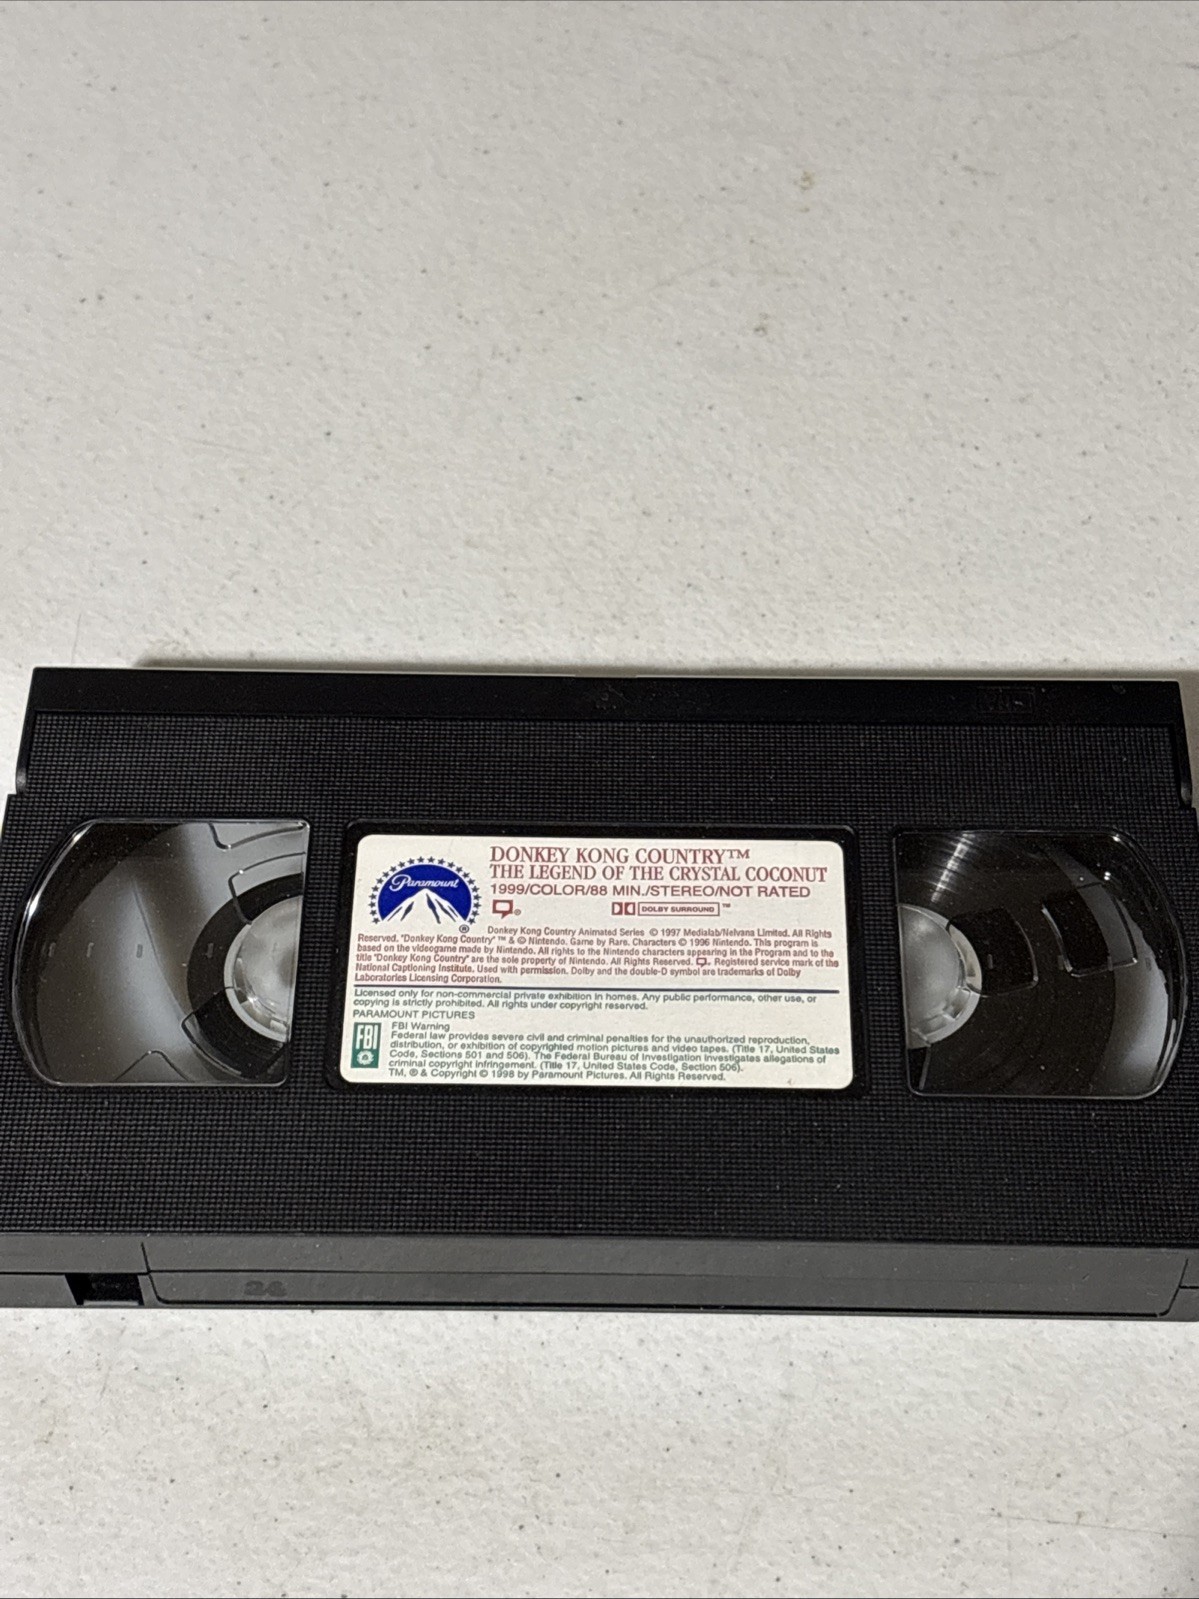 VHS
Paramount
®
DONKEY KONG COUNTRY™
THE LEGEND OF THE CRYSTAL COCONUT
1999/COLOR/88 MIN./STEREO/NOT RATED
® DOLBY SURROUND ™
Donkey Kong Country Animated Series © 1997 Medialab/Nelvana Limited. All Rights
Reserved. "Donkey Kong Country" ™ & © Nintendo. Game by Rare. Characters © 1996 Nintendo. This program is
based on the videogame made by Nintendo. All rights to the Nintendo characters appearing in the Program and to the
title "Donkey Kong Country" are the sole property of Nintendo. All Rights Reserved. Registered service mark of the
National Captioning Institute. Used with permission. Dolby and the double-D symbol are trademarks of Dolby
Laboratories Licensing Corporation.
Licensed only for non-commercial private exhibition in homes. Any public performance, other use, or
copying is strictly prohibited. All rights under copyright reserved.
PARAMOUNT PICTURES
FBI
FBI Warning
Federal law provides severe civil and criminal penalties for the unauthorized reproduction,
distribution, or exhibition of copyrighted motion pictures and video tapes. (Title 17, United States
Code, Sections 501 and 506). The Federal Bureau of Investigation investigates allegations of
criminal copyright infringement. (Title 17, United States Code, Section 506).
TM, ® & Copyright © 1998 by Paramount Pictures. All Rights Reserved.